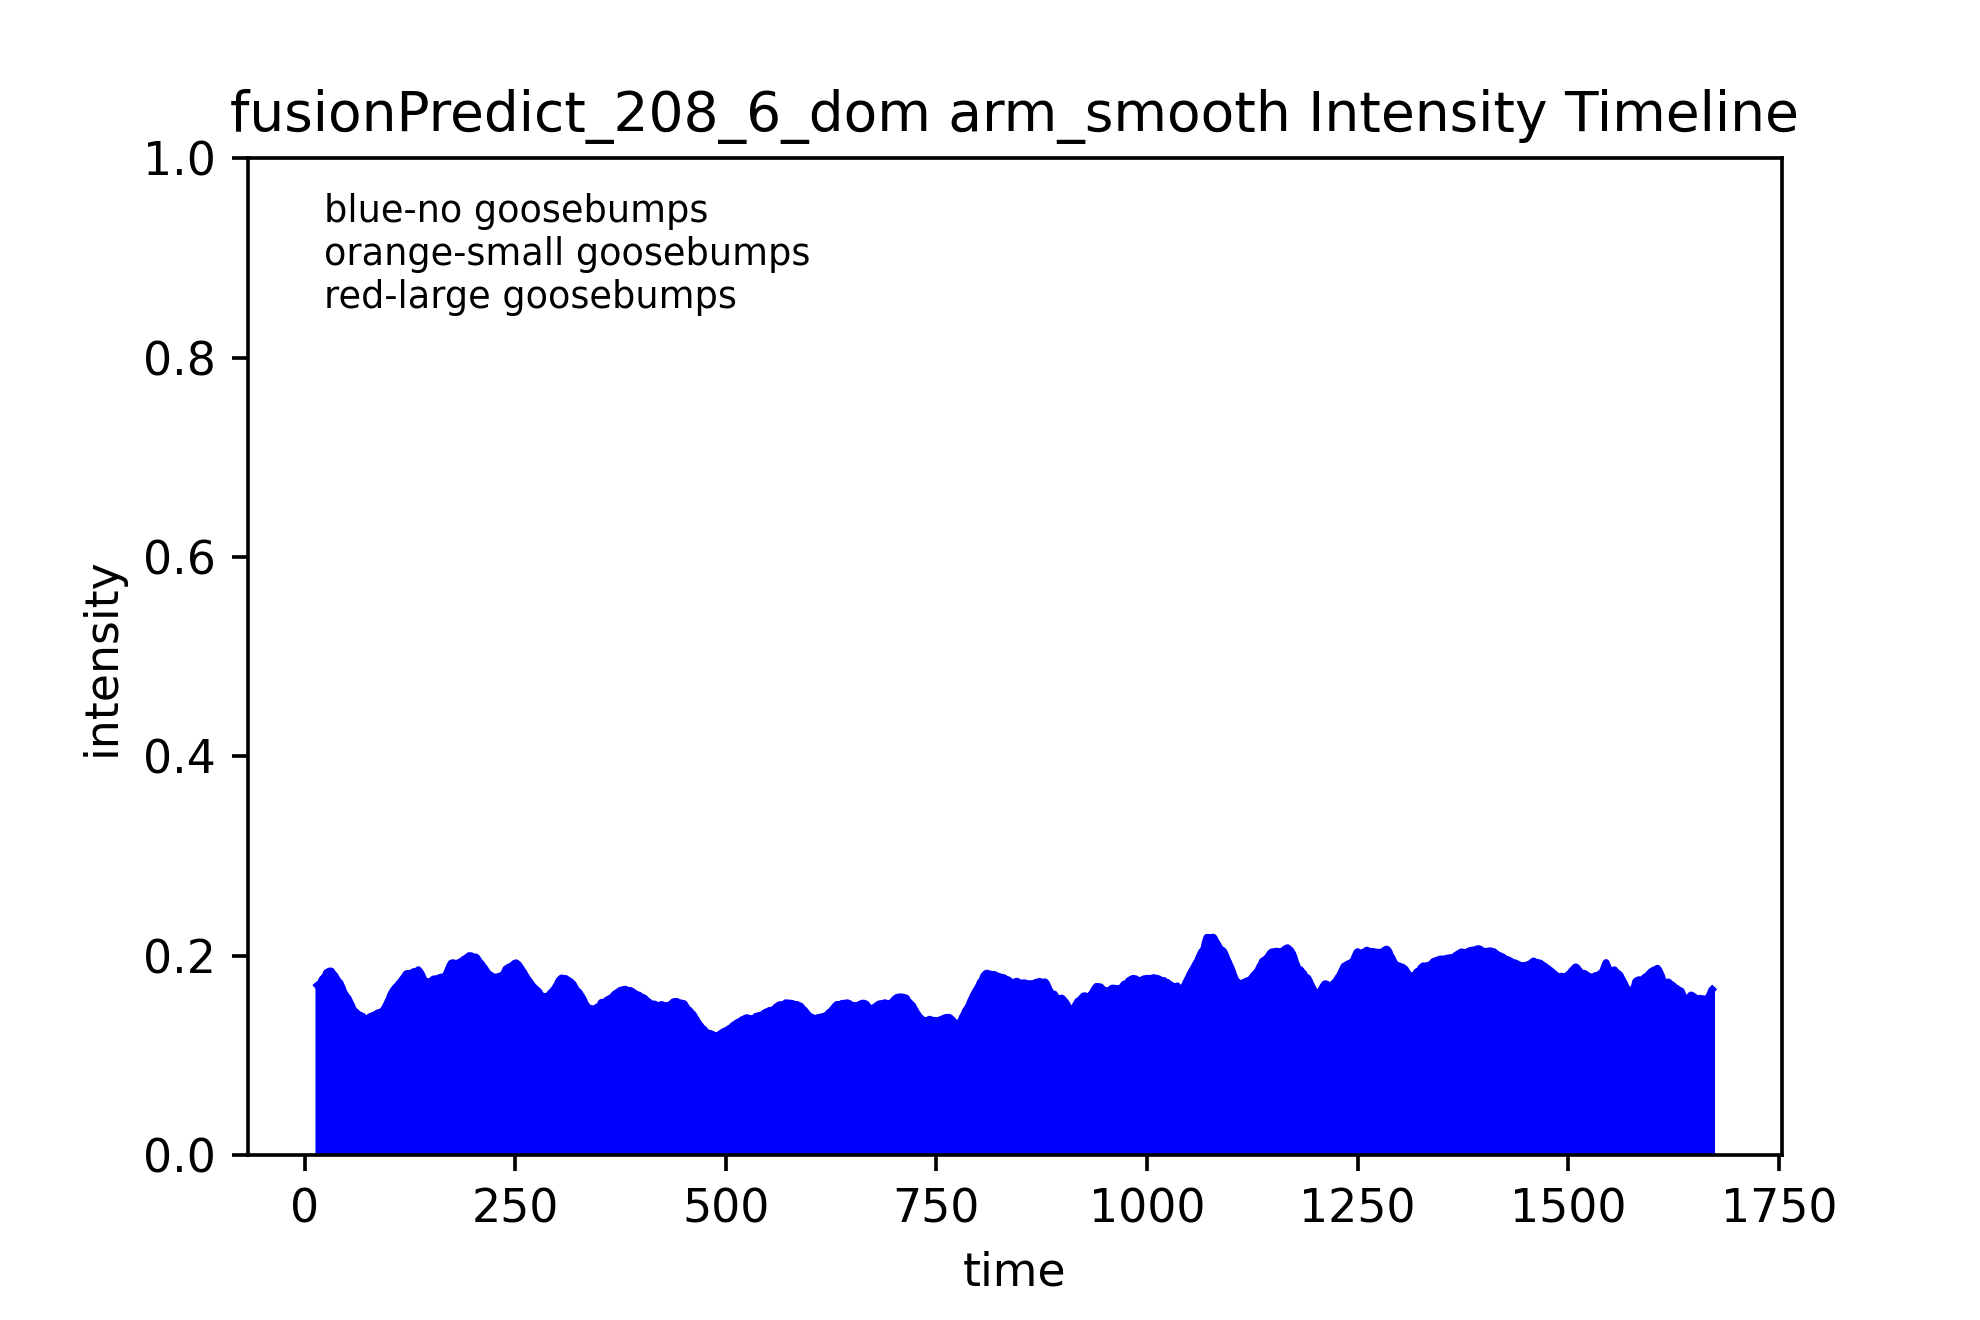 fusionPredict_208_6_dom arm_smooth Intensity Timeline
1.0
blue-no goosebumps
orange-small goosebumps
red-large goosebumps
0.8
0.6
0.4
0.2
0.0
intensity
0 250 500 750 1000 1250 1500 1750
time